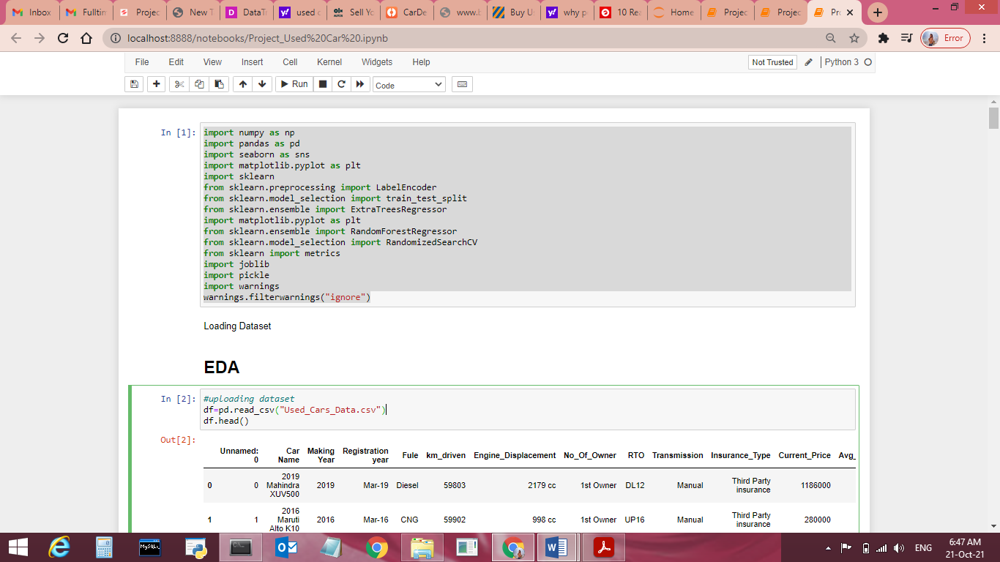 Inbox
Fulltin
Projec
New T
DataTr
used c
Sell Yo
CarDe
www.b
Buy Us
why p
10 Rea
Home
Projec
Projec
Pro
localhost:8888/notebooks/Project_Used%20Car%20.ipynb
Error
File Edit View Insert Cell Kernel Widgets Help
Not Trusted
Python 3
Run
Code
In [1]:
import numpy as np
import pandas as pd
import seaborn as sns
import matplotlib.pyplot as plt
import sklearn
from sklearn.preprocessing import LabelEncoder
from sklearn.model_selection import train_test_split
from sklearn.ensemble import ExtraTreesRegressor
import matplotlib.pyplot as plt
from sklearn.ensemble import RandomForestRegressor
from sklearn.model_selection import RandomizedSearchCV
from sklearn import metrics
import joblib
import pickle
import warnings
warnings.filterwarnings("ignore")
Loading Dataset
EDA
In [2]:
#uploading dataset
df=pd.read_csv("Used_Cars_Data.csv")
df.head()
Out[2]:
Unnamed: 0 Car Name Making Year Registration year Fule km_driven Engine_Displacement No_Of_Owner RTO Transmission Insurance_Type Current_Price Avg_
0 0 2019 Mahindra XUV500 2019 Mar-19 Diesel 59803 2179 cc 1st Owner DL12 Manual Third Party insurance 1186000
1 1 2016 Maruti Alto K10 2016 Mar-16 CNG 59902 998 cc 1st Owner UP16 Manual Third Party insurance 280000
MySQL
ENG
6:47 AM
21-Oct-21